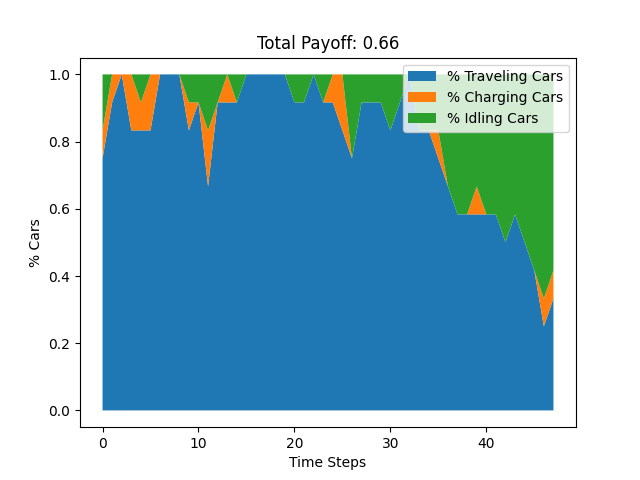 Total Payoff: 0.66
1.0
0.8
0.6
0.4
0.2
0.0
% Cars
% Traveling Cars
% Charging Cars
% Idling Cars
0 10 20 30 40
Time Steps